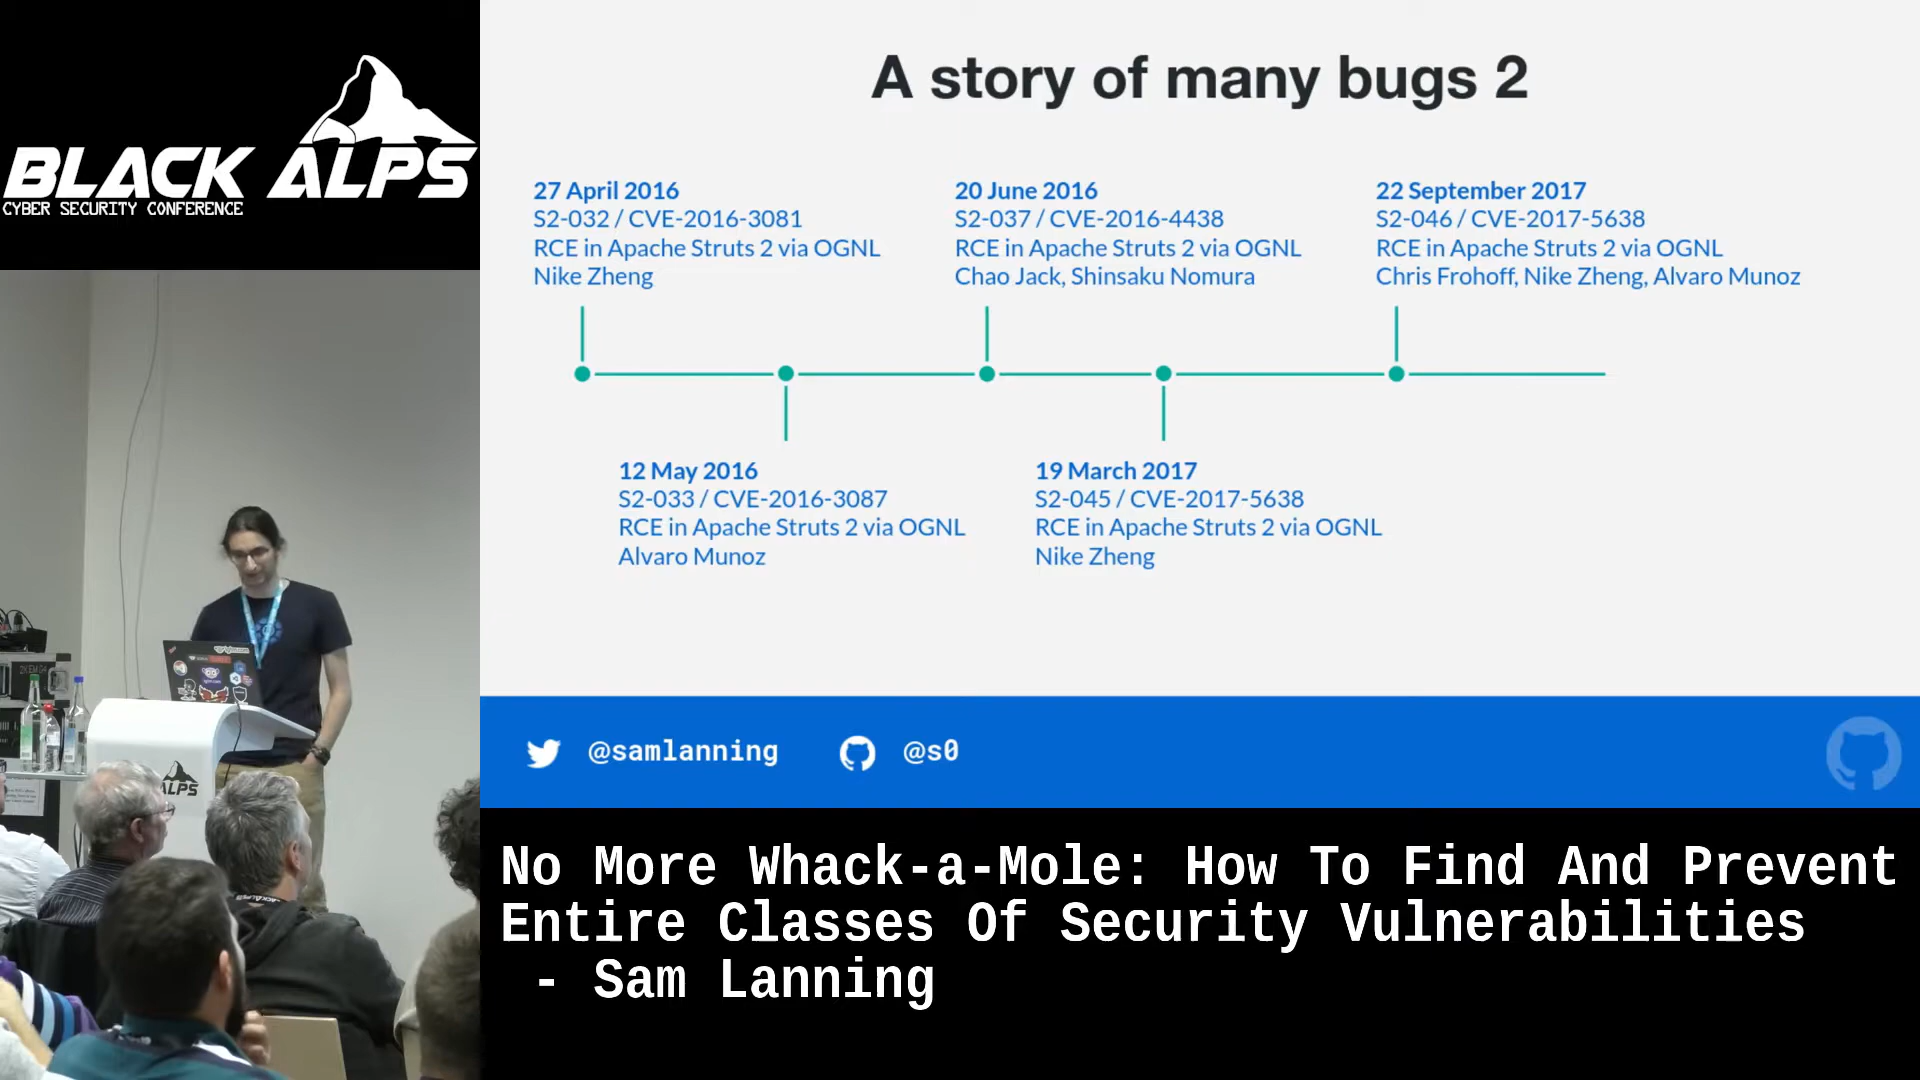 BLACK ALPS
CYBER SECURITY CONFERENCE
A story of many bugs 2
27 April 2016
S2-032 / CVE-2016-3081
RCE in Apache Struts 2 via OGNL
Nike Zheng
20 June 2016
S2-037 / CVE-2016-4438
RCE in Apache Struts 2 via OGNL
Chao Jack, Shinsaku Nomura
22 September 2017
S2-046 / CVE-2017-5638
RCE in Apache Struts 2 via OGNL
Chris Frohoff, Nike Zheng, Alvaro Munoz
12 May 2016
S2-033 / CVE-2016-3087
RCE in Apache Struts 2 via OGNL
Alvaro Munoz
19 March 2017
S2-045 / CVE-2017-5638
RCE in Apache Struts 2 via OGNL
Nike Zheng
@samlanning
@s0
ALPS
No More Whack-a-Mole: How To Find And Prevent
Entire Classes Of Security Vulnerabilities
- Sam Lanning